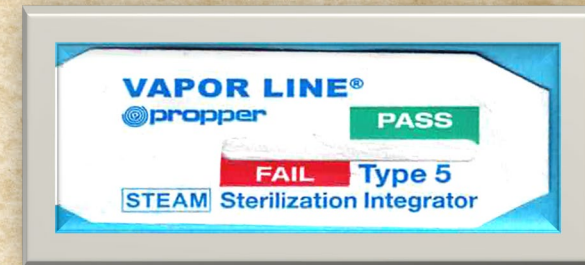 VAPOR LINE®
propper
PASS
FAIL Type 5
STEAM Sterilization Integrator